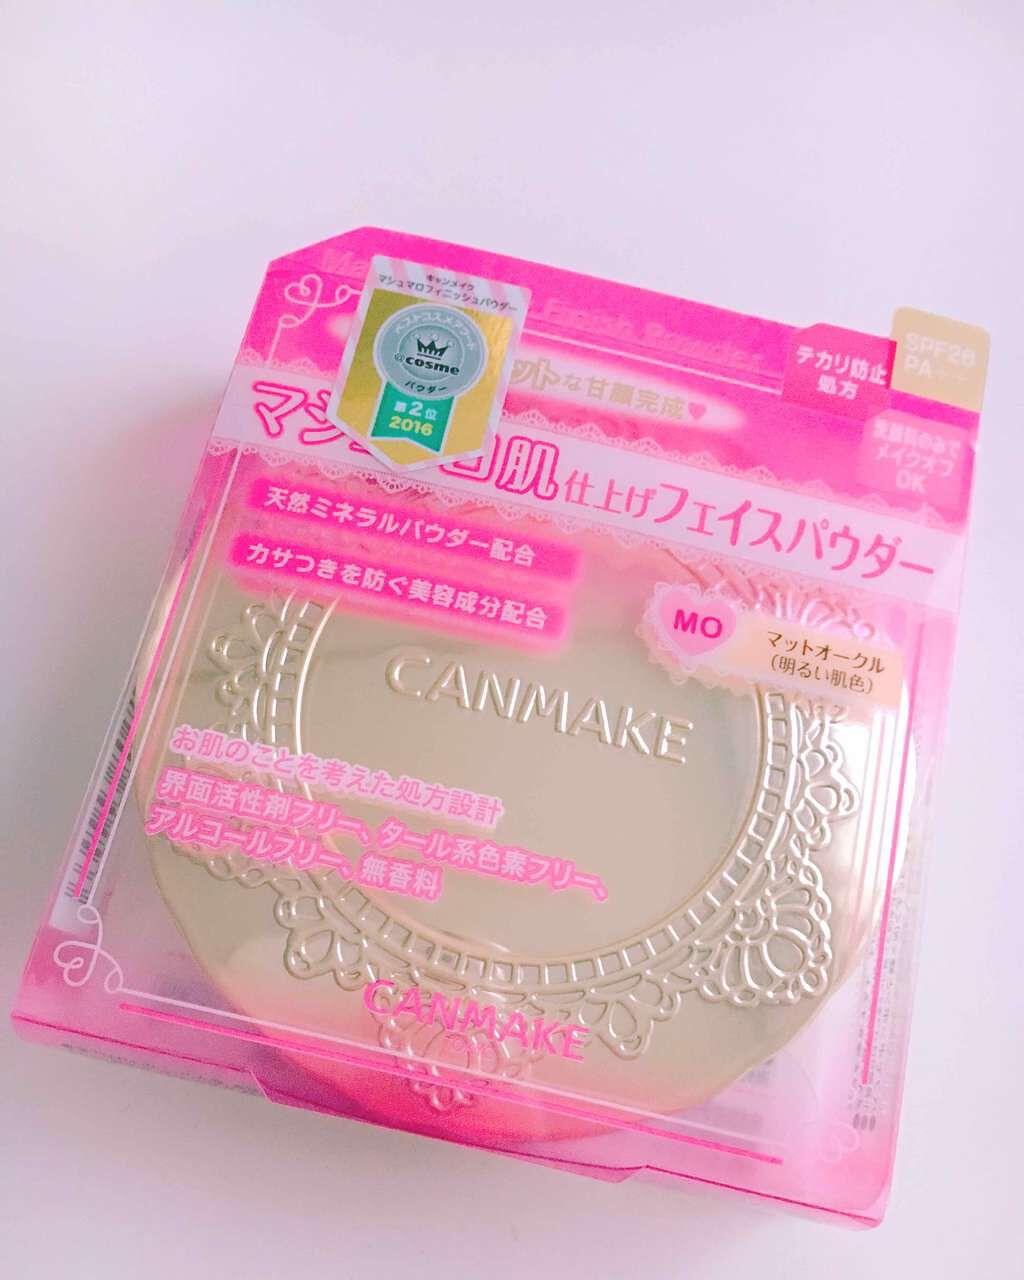 キャンメイク
マシュマロフィニッシュパウダー
ベストコスメアワード
@cosme
パウダー
第2位
2016
Finish Powder
テカリ防止
処方
SPF26
PA++
洗顔料のみで
メイクオフ
OK
ットな甘顔完成♥
マシ 肌仕上げフェイスパウダー
天然ミネラルパウダー配合
カサつきを防ぐ美容成分配合
MO
マットオークル
(明るい肌色)
CANMAKE
お肌のことを考えた処方設計
界面活性剤フリー、タール系色素フリー、
アルコールフリー、無香料
CANMAKE